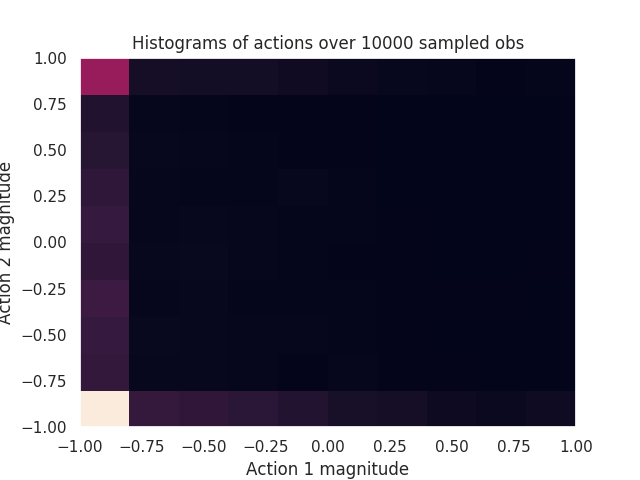 Histograms of actions over 10000 sampled obs
1.00
0.75
0.50
0.25
0.00
−0.25
−0.50
−0.75
−1.00
Action 2 magnitude
−1.00 −0.75 −0.50 −0.25 0.00 0.25 0.50 0.75 1.00
Action 1 magnitude